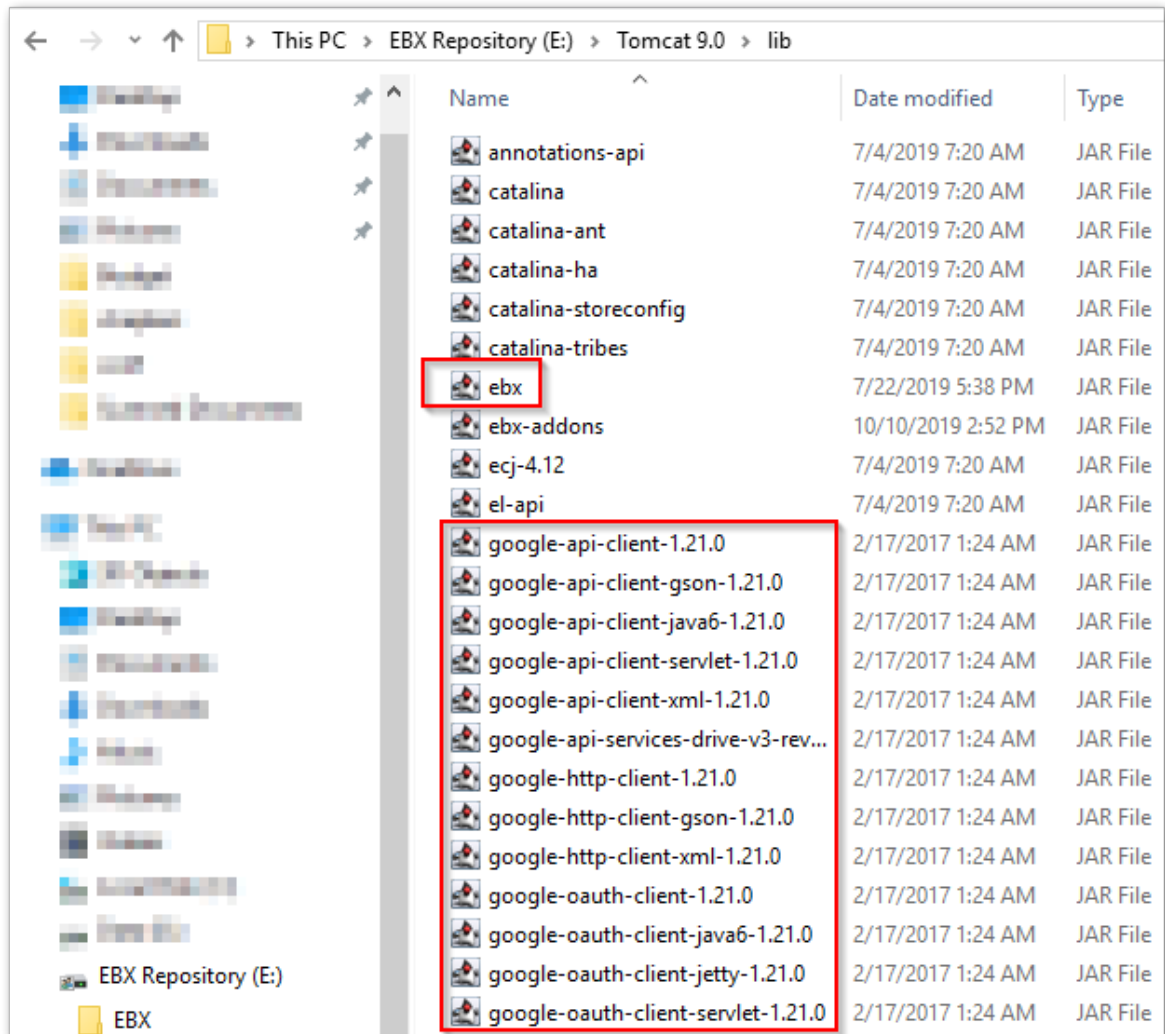 This PC > EBX Repository (E:) > Tomcat 9.0 > lib
Name Date modified Type
annotations-api 7/4/2019 7:20 AM JAR File
catalina 7/4/2019 7:20 AM JAR File
catalina-ant 7/4/2019 7:20 AM JAR File
catalina-ha 7/4/2019 7:20 AM JAR File
catalina-storeconfig 7/4/2019 7:20 AM JAR File
catalina-tribes 7/4/2019 7:20 AM JAR File
ebx 7/22/2019 5:38 PM JAR File
ebx-addons 10/10/2019 2:52 PM JAR File
ecj-4.12 7/4/2019 7:20 AM JAR File
el-api 7/4/2019 7:20 AM JAR File
google-api-client-1.21.0 2/17/2017 1:24 AM JAR File
google-api-client-gson-1.21.0 2/17/2017 1:24 AM JAR File
google-api-client-java6-1.21.0 2/17/2017 1:24 AM JAR File
google-api-client-servlet-1.21.0 2/17/2017 1:24 AM JAR File
google-api-client-xml-1.21.0 2/17/2017 1:24 AM JAR File
google-api-services-drive-v3-rev... 2/17/2017 1:24 AM JAR File
google-http-client-1.21.0 2/17/2017 1:24 AM JAR File
google-http-client-gson-1.21.0 2/17/2017 1:24 AM JAR File
google-http-client-xml-1.21.0 2/17/2017 1:24 AM JAR File
google-oauth-client-1.21.0 2/17/2017 1:24 AM JAR File
google-oauth-client-java6-1.21.0 2/17/2017 1:24 AM JAR File
google-oauth-client-jetty-1.21.0 2/17/2017 1:24 AM JAR File
google-oauth-client-servlet-1.21.0 2/17/2017 1:24 AM JAR File
EBX Repository (E:)
EBX